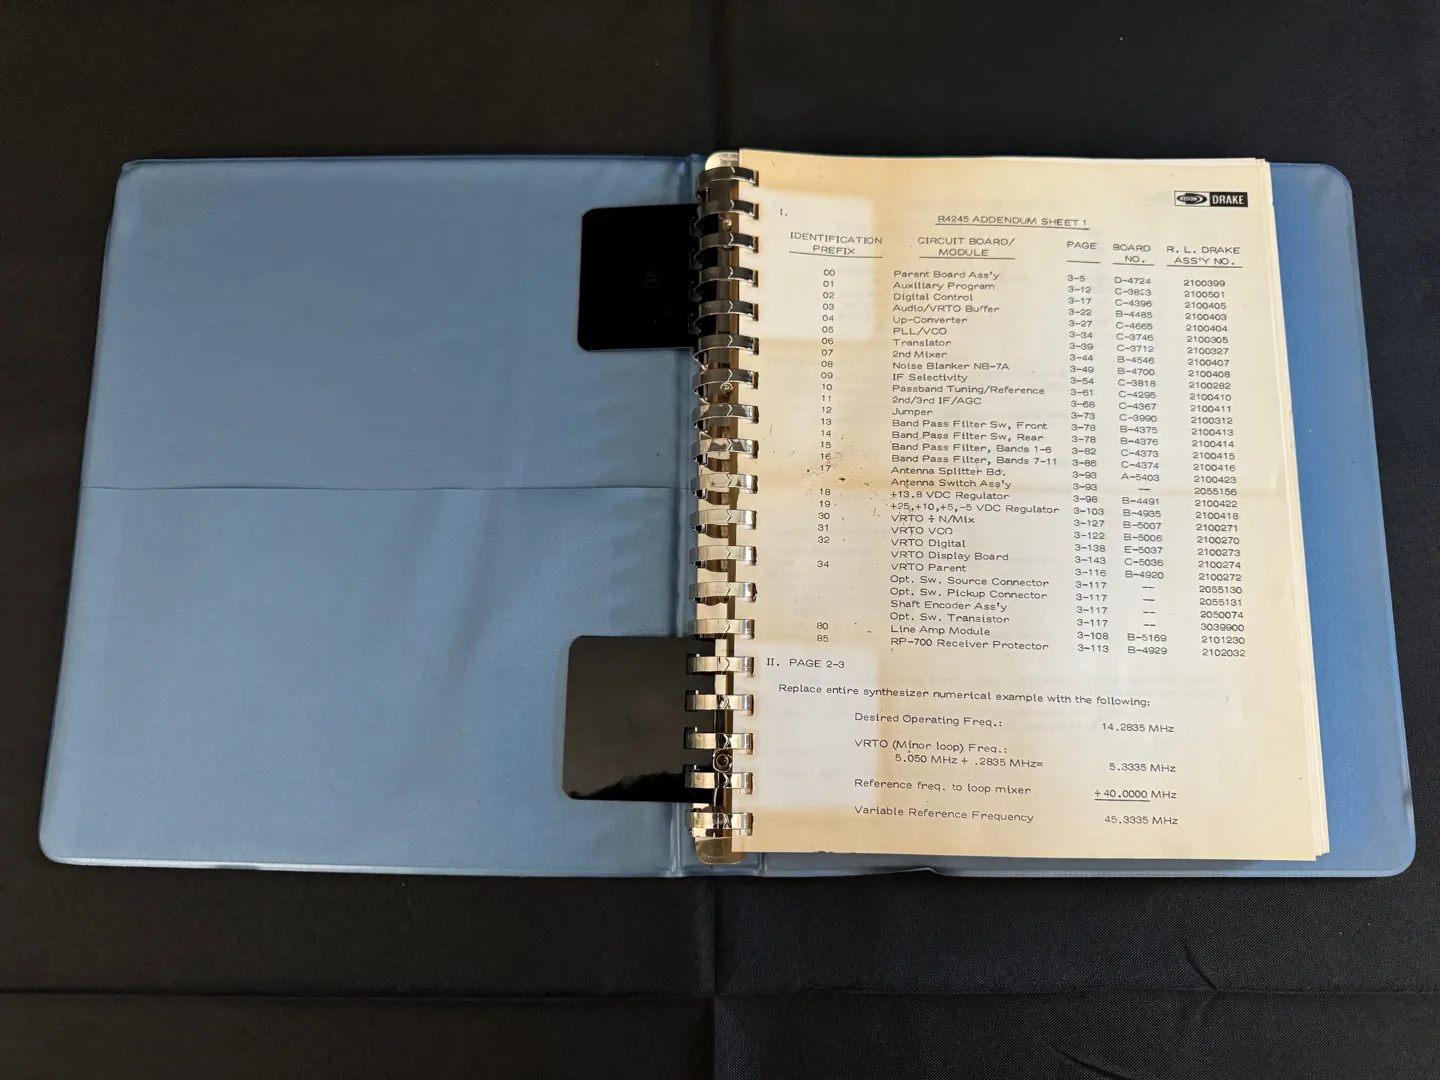 DRAKE
I.
R4245 ADDENDUM SHEET 1
IDENTIFICATION PREFIX CIRCUIT BOARD/ MODULE PAGE BOARD NO. R. L. DRAKE ASS'Y NO.
00 Parent Board Ass'y 3-5 D-4724 2100399
01 Auxiliary Program 3-12 C-3823 2100501
02 Digital Control 3-17 C-4396 2100405
03 Audio/VRTO Buffer 3-22 B-4485 2100403
04 Up-Converter 3-27 C-4665 2100404
05 PLL/VCO 3-34 C-3746 2100305
06 Translator 3-39 C-3712 2100327
07 2nd Mixer 3-44 B-4546 2100407
08 Noise Blanker NB-7A 3-49 B-4700 2100408
09 IF Selectivity 3-54 C-3818 2100282
10 Passband Tuning/Reference 3-61 C-4295 2100410
11 2nd/3rd IF/AGC 3-68 C-4367 2100411
12 Jumper 3-73 C-3990 2100312
13 Band Pass Filter Sw, Front 3-78 B-4375 2100413
14 Band Pass Filter Sw, Rear 3-78 B-4376 2100414
15 Band Pass Filter, Bands 1-6 3-82 C-4373 2100415
16 Band Pass Filter, Bands 7-11 3-86 C-4374 2100416
17 Antenna Splitter Bd. 3-93 A-5403 2100423
Antenna Switch Ass'y 3-93 — 2055156
18 +13.8 VDC Regulator 3-98 B-4491 2100422
19 +25,+10,+5,-5 VDC Regulator 3-103 B-4935 2100418
30 VRTO ÷ N/Mix 3-127 B-5007 2100271
31 VRTO VCO 3-122 B-5006 2100270
32 VRTO Digital 3-138 E-5037 2100273
VRTO Display Board 3-143 C-5036 2100274
34 VRTO Parent 3-116 B-4920 2100272
Opt. Sw. Source Connector 3-117 — 2055130
Opt. Sw. Pickup Connector 3-117 — 2055131
Shaft Encoder Ass'y 3-117 — 2050074
Opt. Sw. Transistor 3-117 — 3039900
80 Line Amp Module 3-108 B-5169 2101230
85 RP-700 Receiver Protector 3-113 B-4929 2102032
II. PAGE 2-3
Replace entire synthesizer numerical example with the following:
Desired Operating Freq.: 14.2835 MHz
VRTO (Minor loop) Freq.:
5.050 MHz + .2835 MHz= 5.3335 MHz
Reference freq. to loop mixer +40.0000 MHz
Variable Reference Frequency 45.3335 MHz